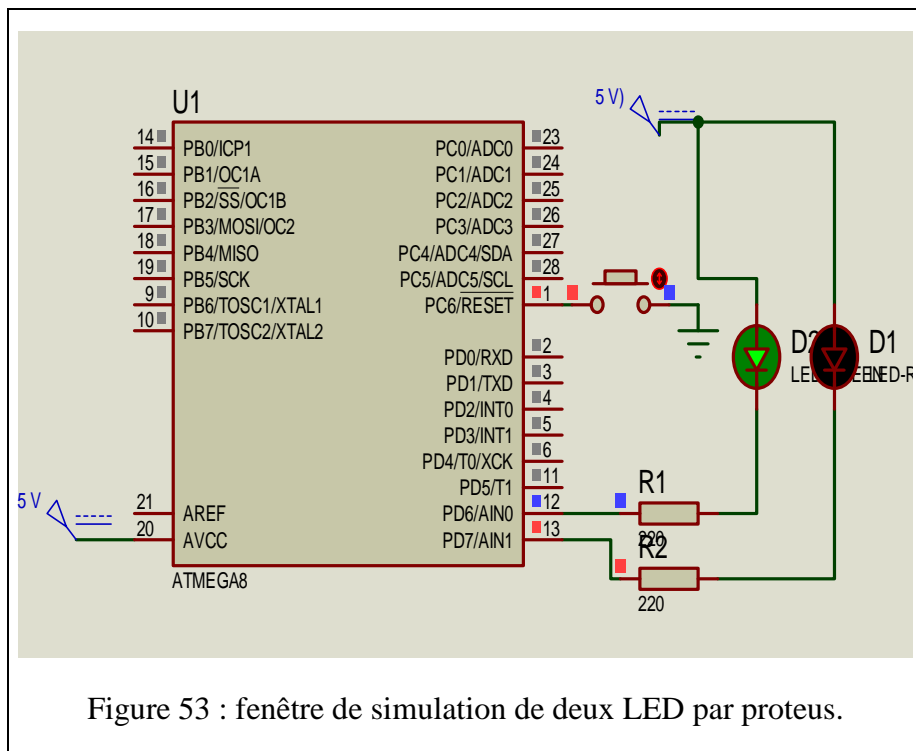 U1
5 V)
14 PB0/ICP1 PC0/ADC0 23
15 PB1/OC1A PC1/ADC1 24
16 PB2/SS/OC1B PC2/ADC2 25
17 PB3/MOSI/OC2 PC3/ADC3 26
18 PB4/MISO PC4/ADC4/SDA 27
19 PB5/SCK PC5/ADC5/SCL 28
9 PB6/TOSC1/XTAL1 PC6/RESET 1
10 PB7/TOSC2/XTAL2
PD0/RXD 2
PD1/TXD 3
PD2/INT0 4
PD3/INT1 5
PD4/T0/XCK 6
PD5/T1 11
21 AREF PD6/AIN0 12
20 AVCC PD7/AIN1 13
5 V
ATMEGA8
D1
R1
220
R2
220
Figure 53 : fenêtre de simulation de deux LED par proteus.